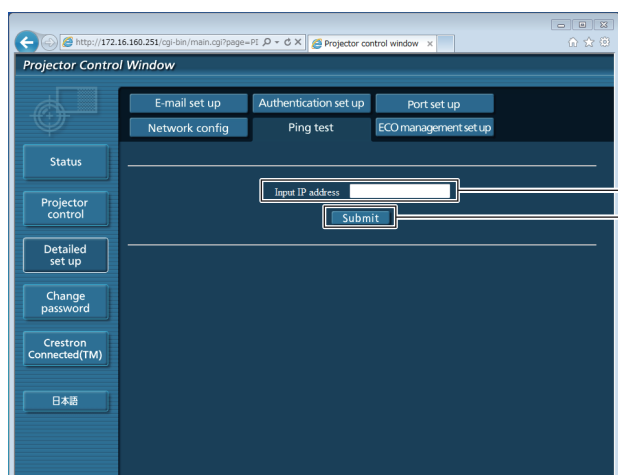 http://172.16.160.251/cgi-bin/main.cgi?page=PI
Projector control window
Projector Control Window
E-mail set up
Authentication set up
Port set up
Network config
Ping test
ECO management set up
Status
Input IP address
Submit
Projector
control
Detailed
set up
Change
password
Crestron
Connected(TM)
日本語